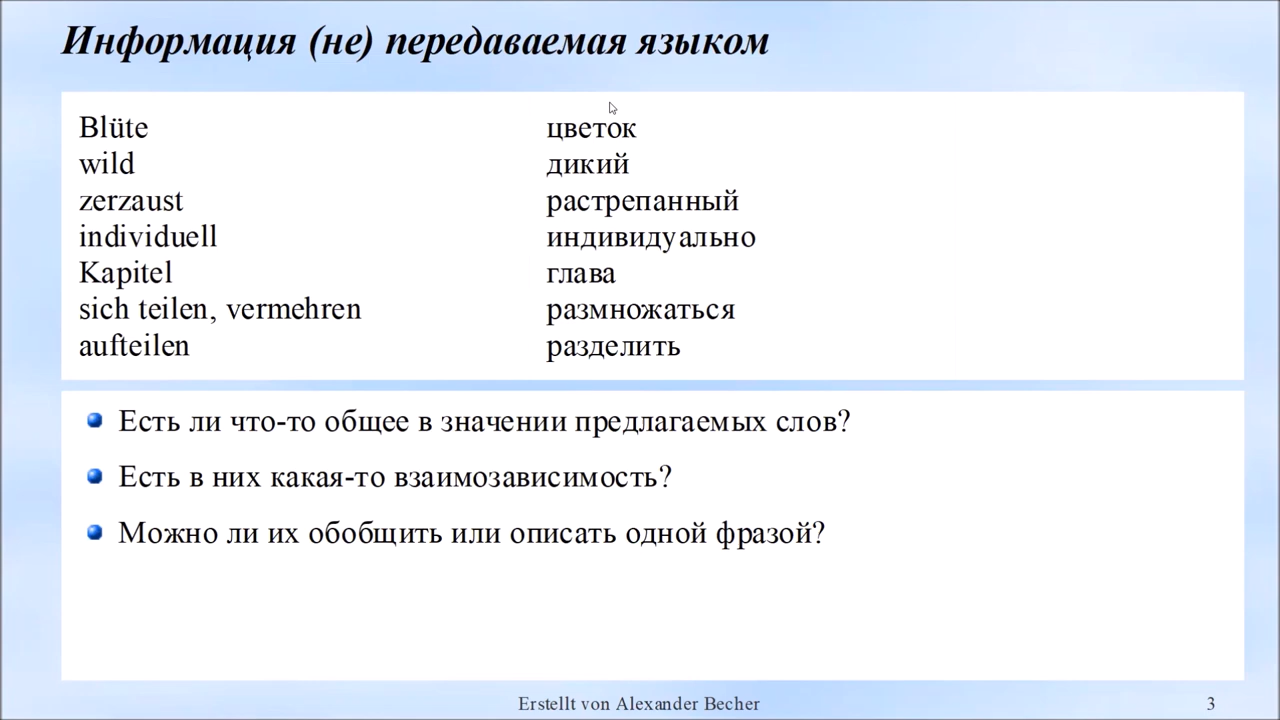 Информация (не) передаваемая языком
Blüte цветок
wild дикий
zerzaust растрепанный
individuell индивидуально
Kapitel глава
sich teilen, vermehren размножаться
aufteilen разделить
Есть ли что-то общее в значении предлагаемых слов?
Есть в них какая-то взаимозависимость?
Можно ли их обобщить или описать одной фразой?
Erstellt von Alexander Becher 3